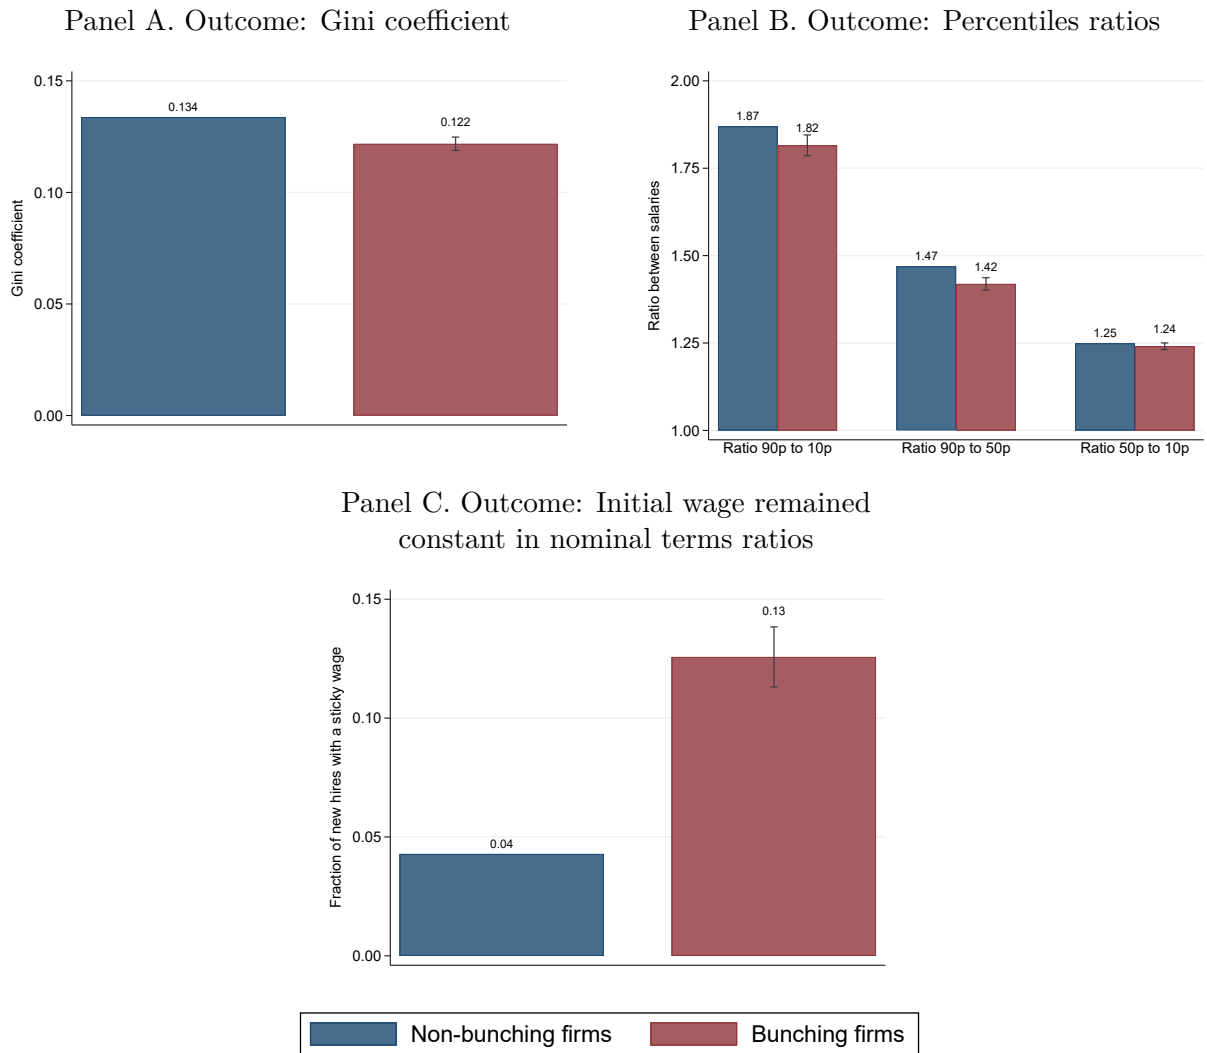 Panel A. Outcome: Gini coefficient
0.15
0.10
0.05
0.00
Gini coefficient
0.134
0.122
Panel B. Outcome: Percentiles ratios
2.00
1.75
1.50
1.25
1.00
Ratio between salaries
1.87
1.82
1.47
1.42
1.25
1.24
Ratio 90p to 10p
Ratio 90p to 50p
Ratio 50p to 10p
Panel C. Outcome: Initial wage remained
constant in nominal terms ratios
0.15
0.10
0.05
0.00
Fraction of new hires with a sticky wage
0.04
0.13
Non-bunching firms
Bunching firms